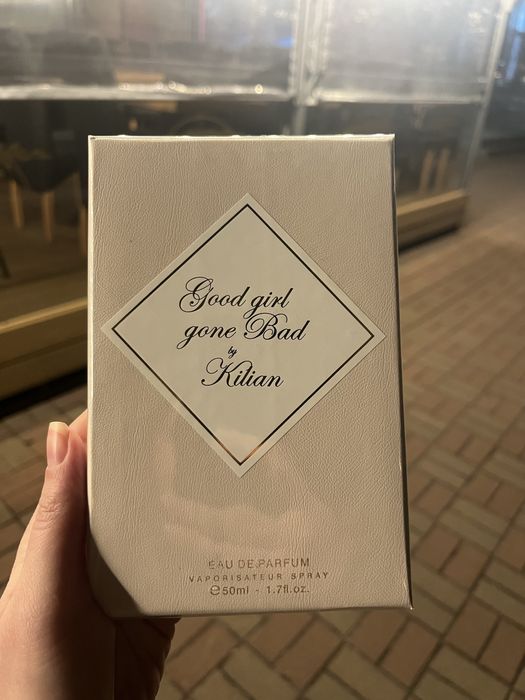 Good girl
gone Bad
by
Kilian
EAU DE PARFUM
VAPORISATEUR SPRAY
℮50ml - 1.7fl.oz.